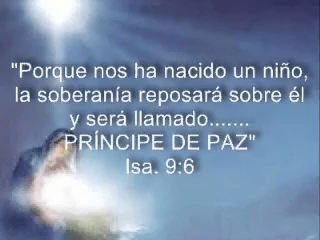 "Porque nos ha nacido un niño,
la soberanía reposará sobre él
y será llamado.......
PRÍNCIPE DE PAZ"
Isa. 9:6